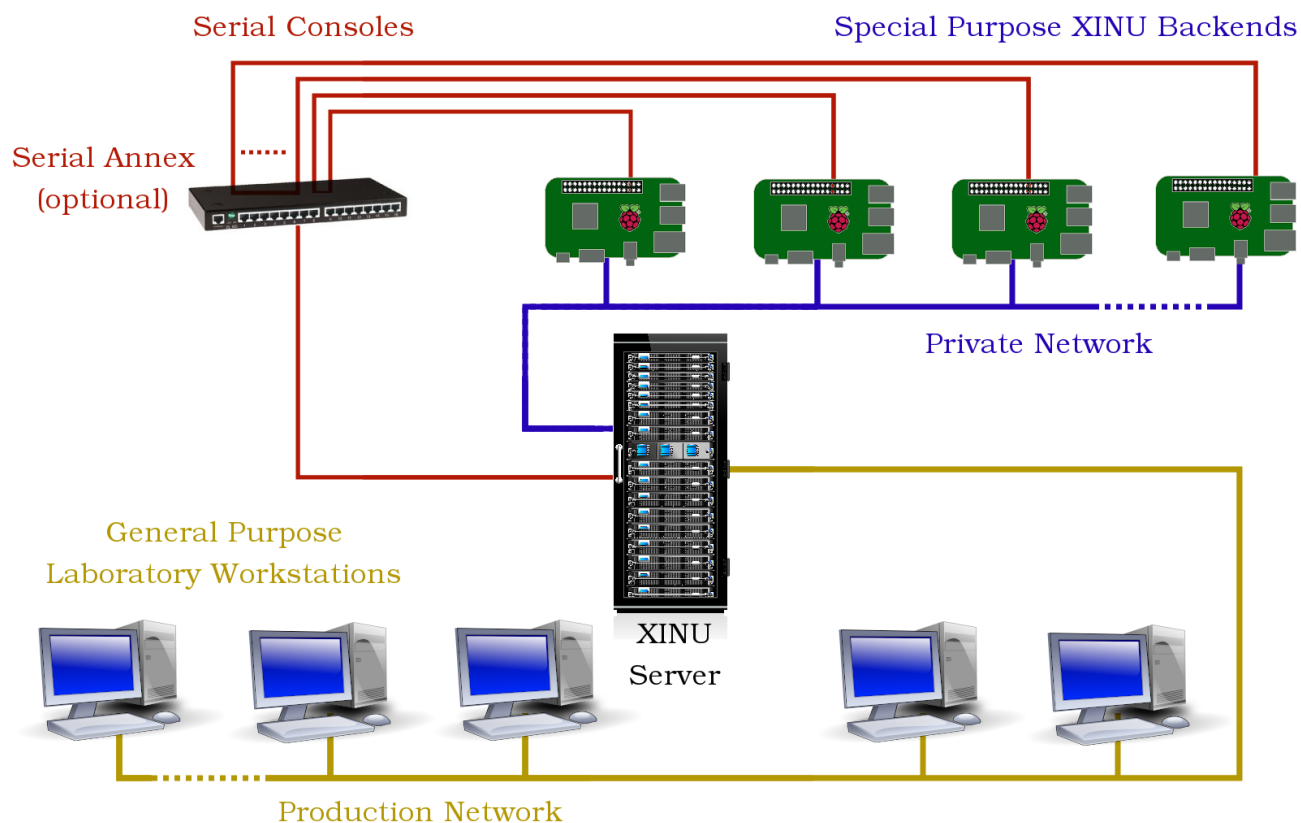 Serial Consoles
Special Purpose XINU Backends
Serial Annex
(optional)
Private Network
General Purpose
Laboratory Workstations
XINU
Server
Production Network